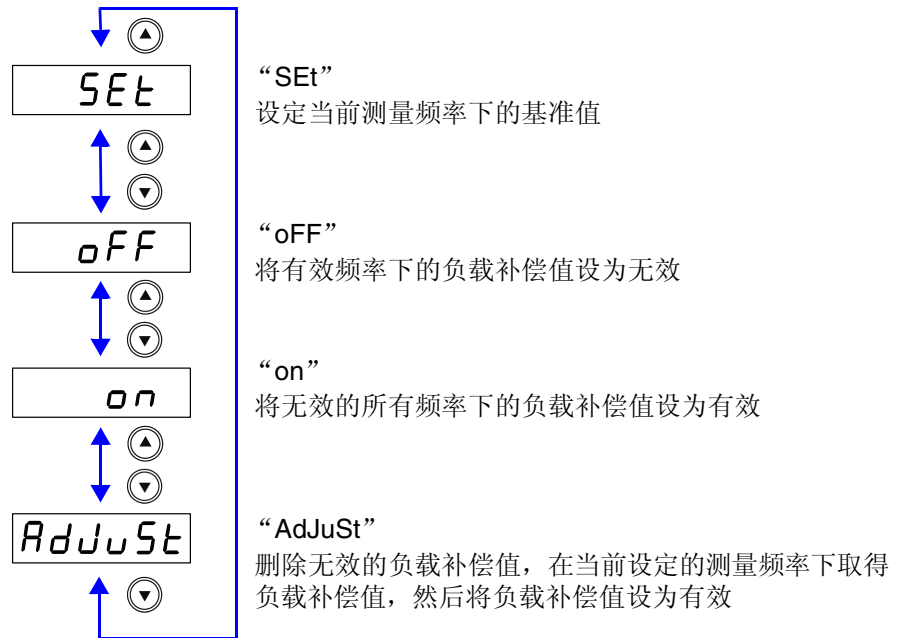 SEt
“SEt”
设定当前测量频率下的基准值
oFF
“oFF”
将有效频率下的负载补偿值设为无效
on
“on”
将无效的所有频率下的负载补偿值设为有效
AdJuSt
“AdJuSt”
删除无效的负载补偿值，在当前设定的测量频率下取得
负载补偿值，然后将负载补偿值设为有效